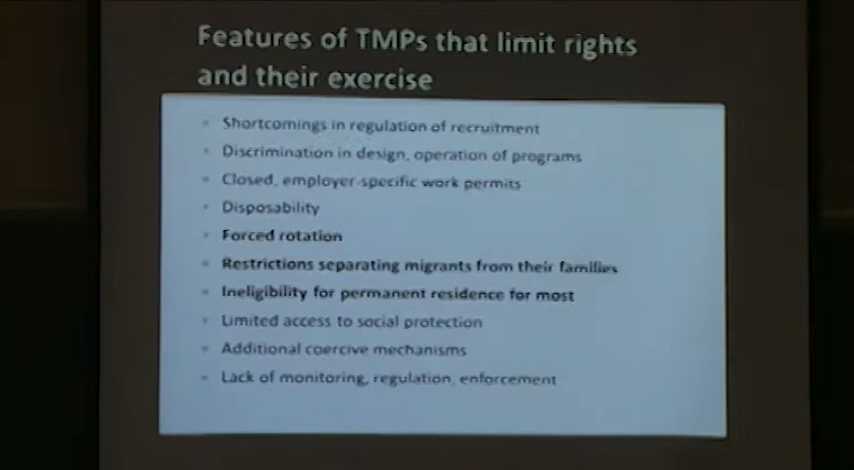 Features of TMPs that limit rights
and their exercise
Shortcomings in regulation of recruitment
Discrimination in design, operation of programs
Closed, employer-specific work permits
Disposability
Forced rotation
Restrictions separating migrants from their families
Ineligibility for permanent residence for most
Limited access to social protection
Additional coercive mechanisms
Lack of monitoring, regulation, enforcement